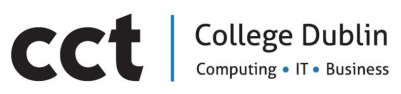 cct
College Dublin
Computing • IT • Business